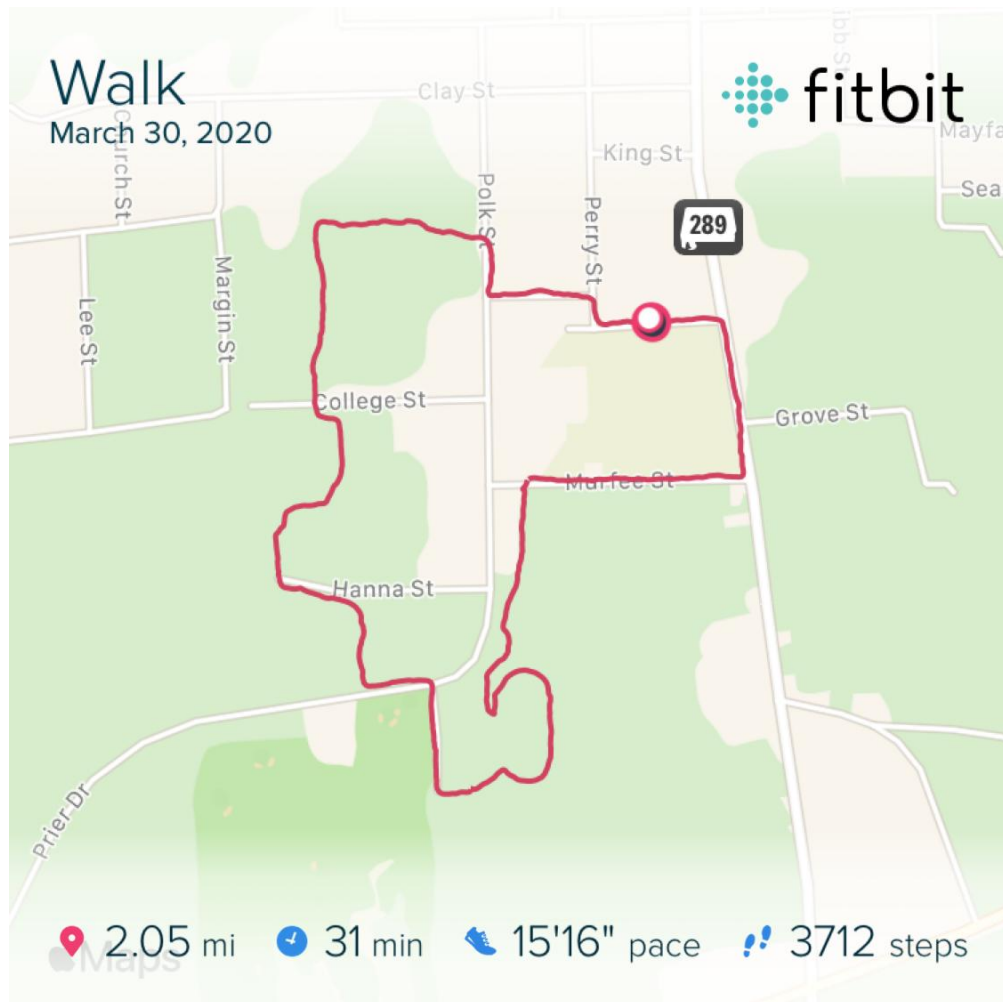 Walk
March 30, 2020
fitbit
Clay St
Church St
King St
Mayfa
Sea
Polk St
Perry St
289
Margin St
Lee St
College St
Grove St
Murfee St
Hanna St
Prier Dr
2.05 mi
31 min
15'16" pace
3712 steps
Maps